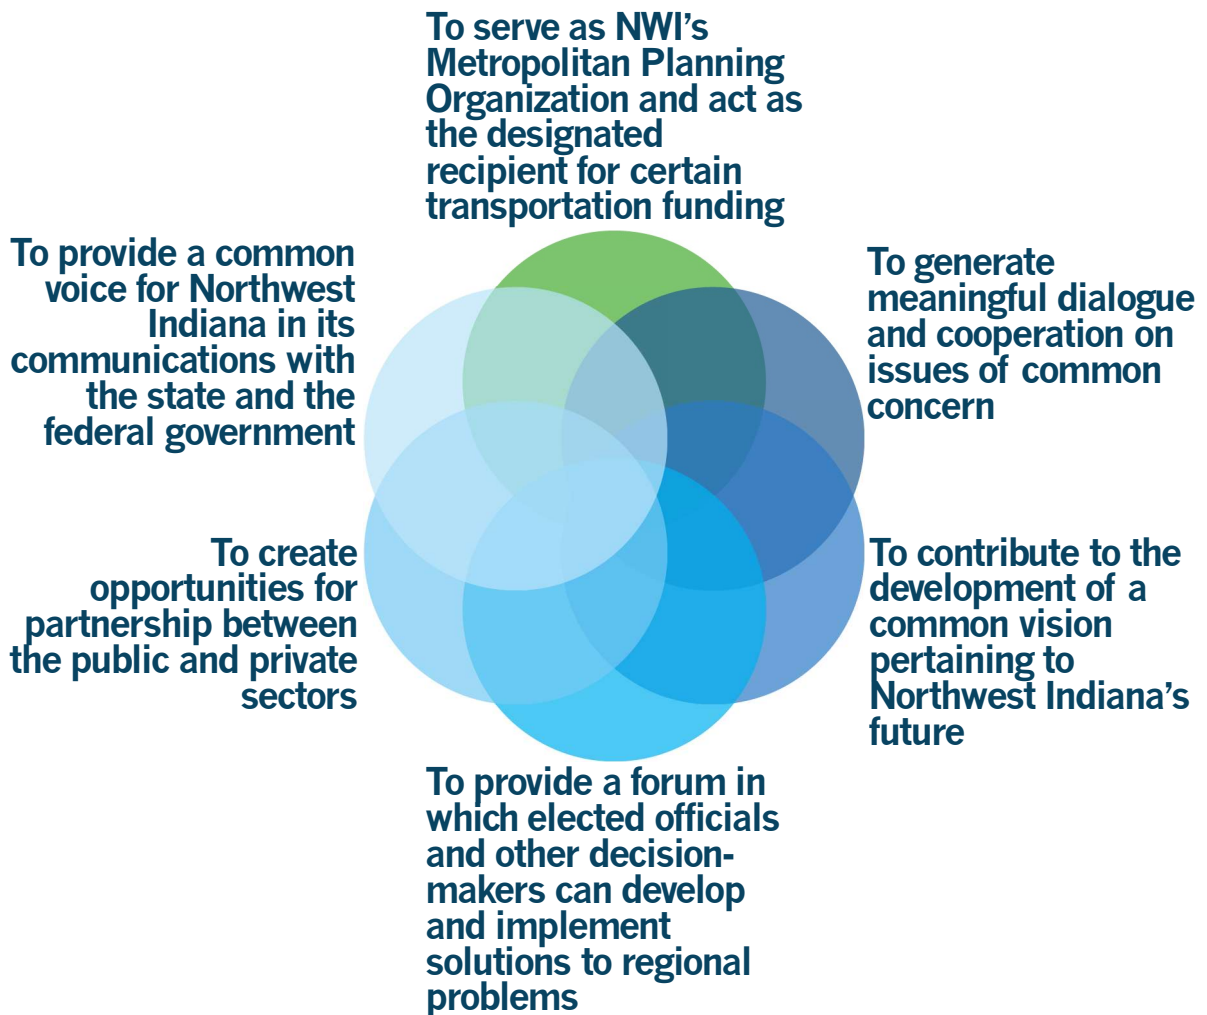 To serve as NWI's
Metropolitan Planning
Organization and act as
the designated
recipient for certain
transportation funding
To generate
meaningful dialogue
and cooperation on
issues of common
concern
To contribute to the
development of a
common vision
pertaining to
Northwest Indiana's
future
To provide a forum in
which elected officials
and other decision-
makers can develop
and implement
solutions to regional
problems
To create
opportunities for
partnership between
the public and private
sectors
To provide a common
voice for Northwest
Indiana in its
communications with
the state and the
federal government